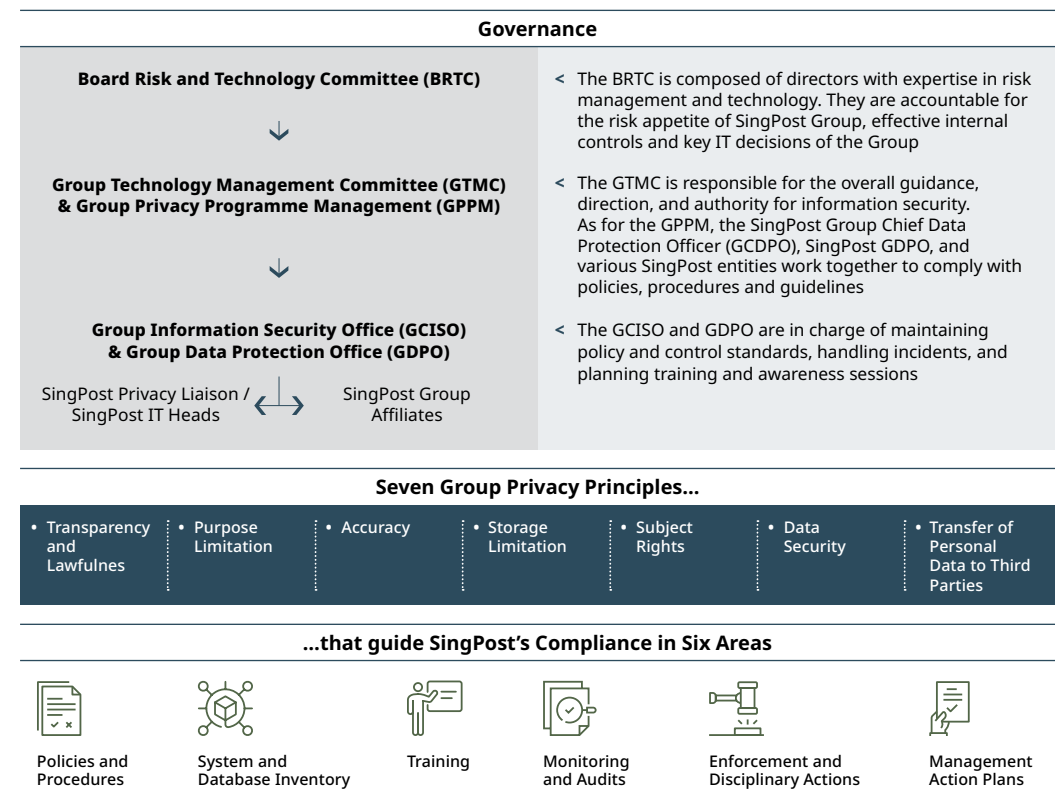 Governance
Board Risk and Technology Committee (BRTC)
< The BRTC is composed of directors with expertise in risk
management and technology. They are accountable for
the risk appetite of SingPost Group, effective internal
controls and key IT decisions of the Group
Group Technology Management Committee (GTMC)
& Group Privacy Programme Management (GPPM)
< The GTMC is responsible for the overall guidance,
direction, and authority for information security.
As for the GPPM, the SingPost Group Chief Data
Protection Officer (GCDPO), SingPost GDPO, and
various SingPost entities work together to comply with
policies, procedures and guidelines
Group Information Security Office (GCISO)
& Group Data Protection Office (GDPO)
< The GCISO and GDPO are in charge of maintaining
policy and control standards, handling incidents, and
planning training and awareness sessions
SingPost Privacy Liaison /
SingPost IT Heads
SingPost Group
Affiliates
Seven Group Privacy Principles...
• Transparency
and
Lawfulnes
• Purpose
Limitation
• Accuracy
• Storage
Limitation
• Subject
Rights
• Data
Security
• Transfer of
Personal
Data to Third
Parties
...that guide SingPost’s Compliance in Six Areas
Policies and
Procedures
System and
Database Inventory
Training
Monitoring
and Audits
Enforcement and
Disciplinary Actions
Management
Action Plans